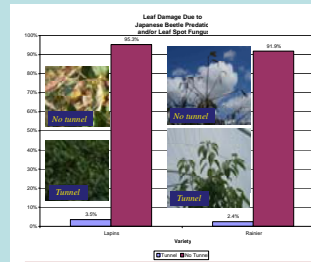 Leaf Damage Due to
Japanese Beetle Predatio
and/or Leaf Spot Fungus
100%
90%
80%
70%
60%
50%
40%
30%
20%
10%
0%
95.3%
91.9%
No tunnel
No tunnel
Tunnel
Tunnel
3.5%
2.4%
Lapins
Rainier
Variety
Tunnel
No Tunne